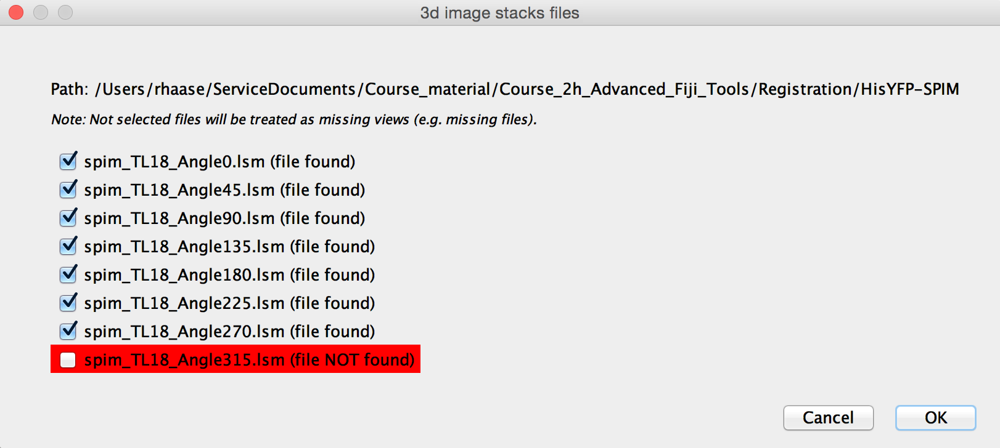 3d image stacks files
Path: /Users/rhaase/ServiceDocuments/Course_material/Course_2h_Advanced_Fiji_Tools/Registration/HisYFP-SPIM
Note: Not selected files will be treated as missing views (e.g. missing files).
spim_TL18_Angle0.lsm (file found)
spim_TL18_Angle45.lsm (file found)
spim_TL18_Angle90.lsm (file found)
spim_TL18_Angle135.lsm (file found)
spim_TL18_Angle180.lsm (file found)
spim_TL18_Angle225.lsm (file found)
spim_TL18_Angle270.lsm (file found)
spim_TL18_Angle315.lsm (file NOT found)
Cancel OK